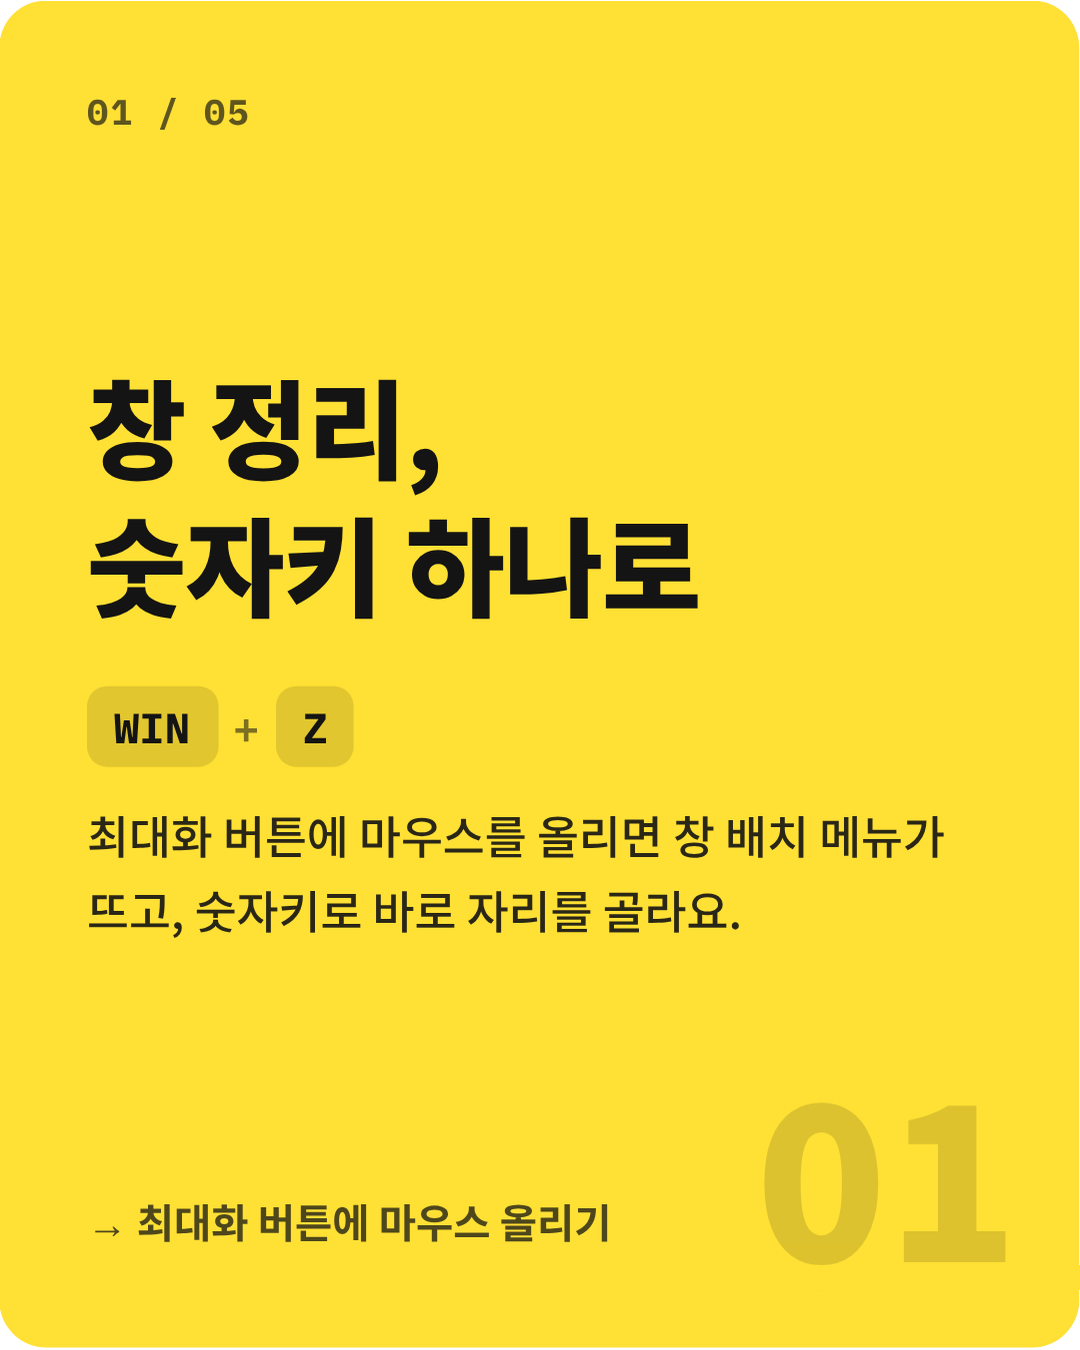 01 / 05
창 정리,
숫자키 하나로
WIN + Z
최대화 버튼에 마우스를 올리면 창 배치 메뉴가
뜨고, 숫자키로 바로 자리를 골라요.
→ 최대화 버튼에 마우스 올리기
01